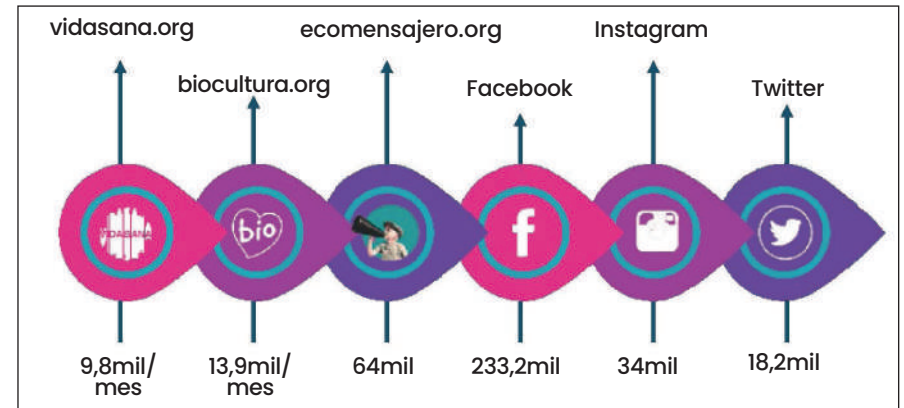 vidasana.org
ecomensajero.org
Instagram
biocultura.org
Facebook
Twitter
VIDASANA
bio
f
9,8mil/
mes
13,9mil/
mes
64mil
233,2mil
34mil
18,2mil